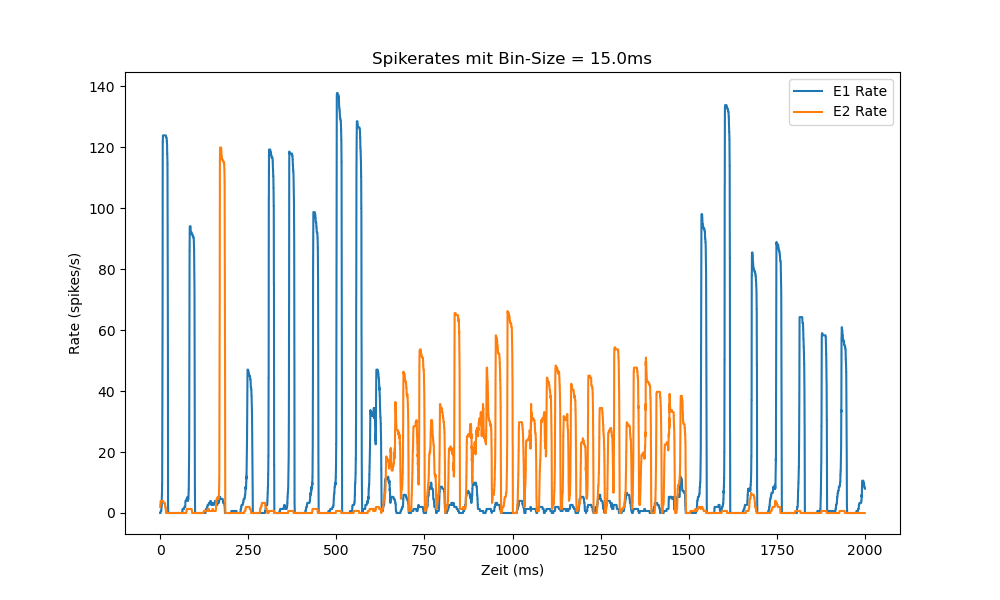 Spikerates mit Bin-Size = 15.0ms
E1 Rate
E2 Rate
140
120
100
80
60
40
20
0
Rate (spikes/s)
0 250 500 750 1000 1250 1500 1750 2000
Zeit (ms)